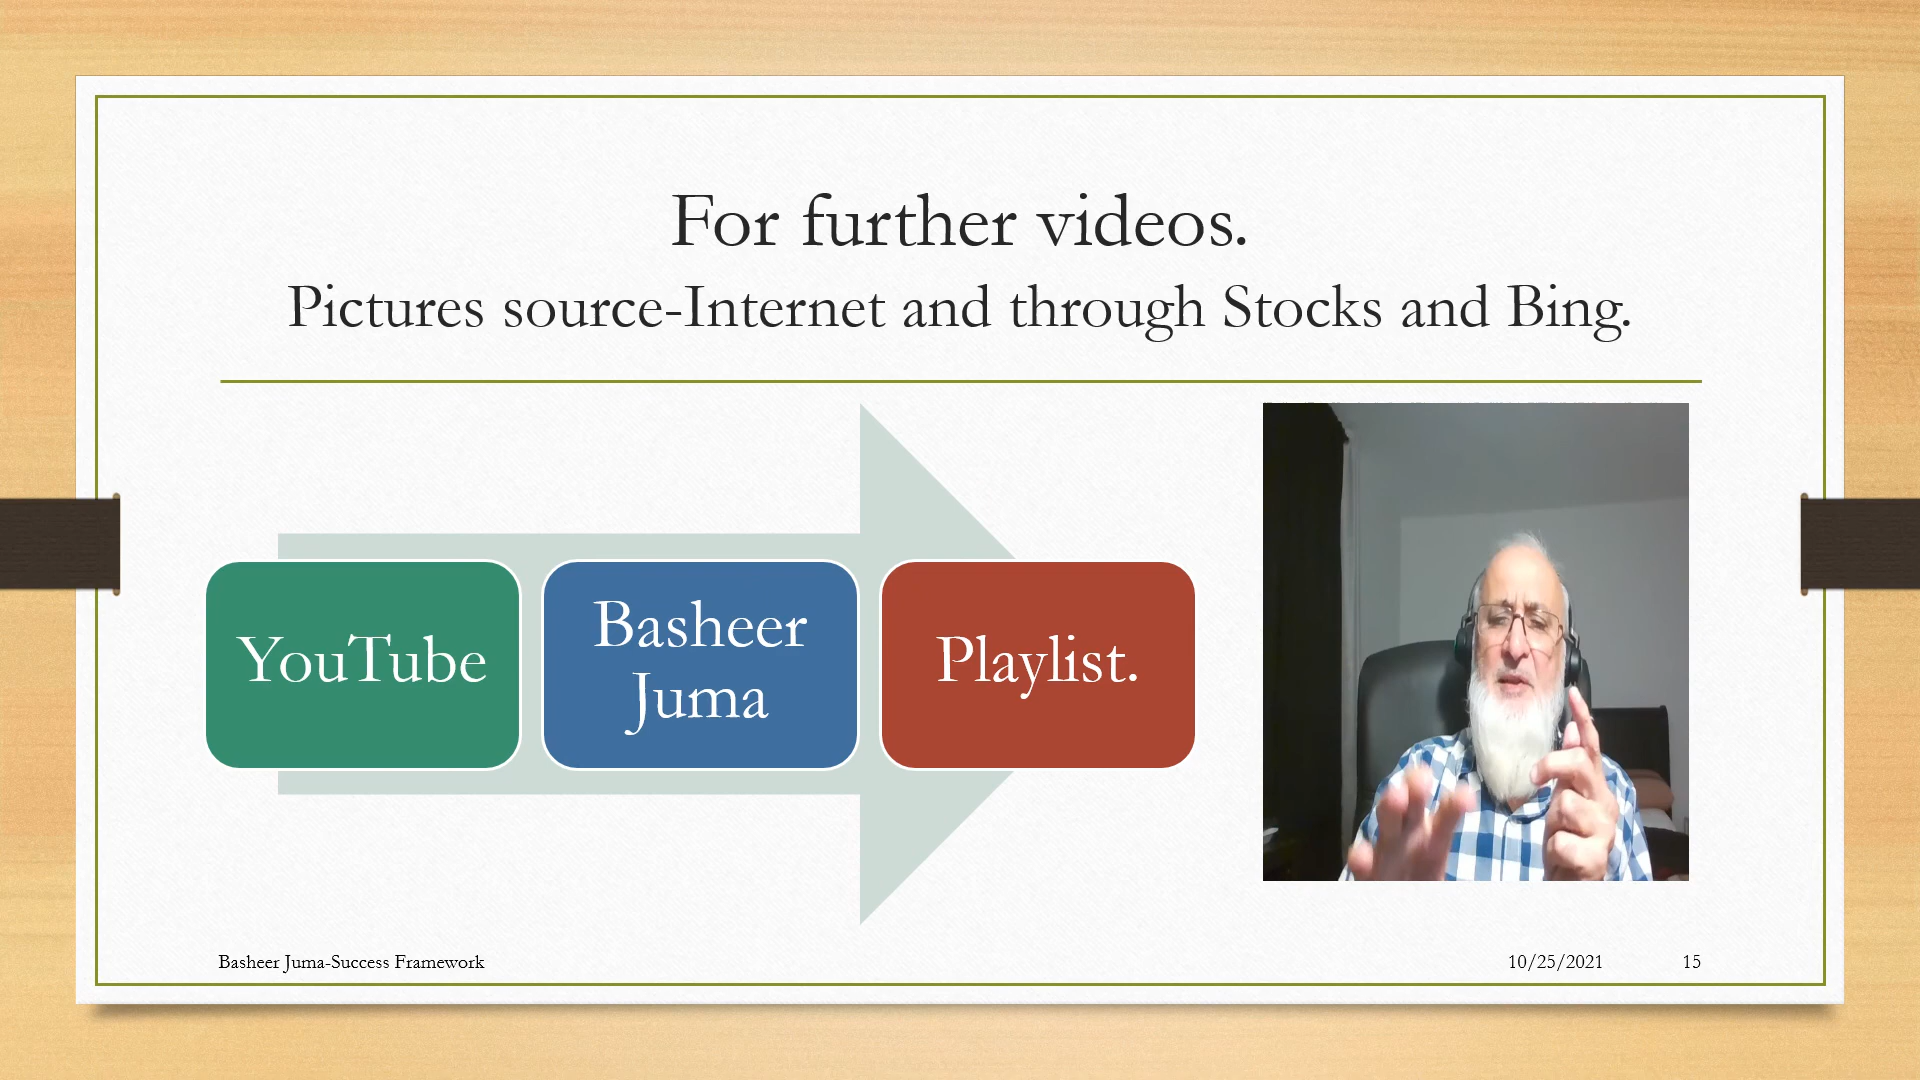 For further videos.
Pictures source-Internet and through Stocks and Bing.
YouTube
Basheer
Juma
Playlist.
Basheer Juma-Success Framework
10/25/2021
15